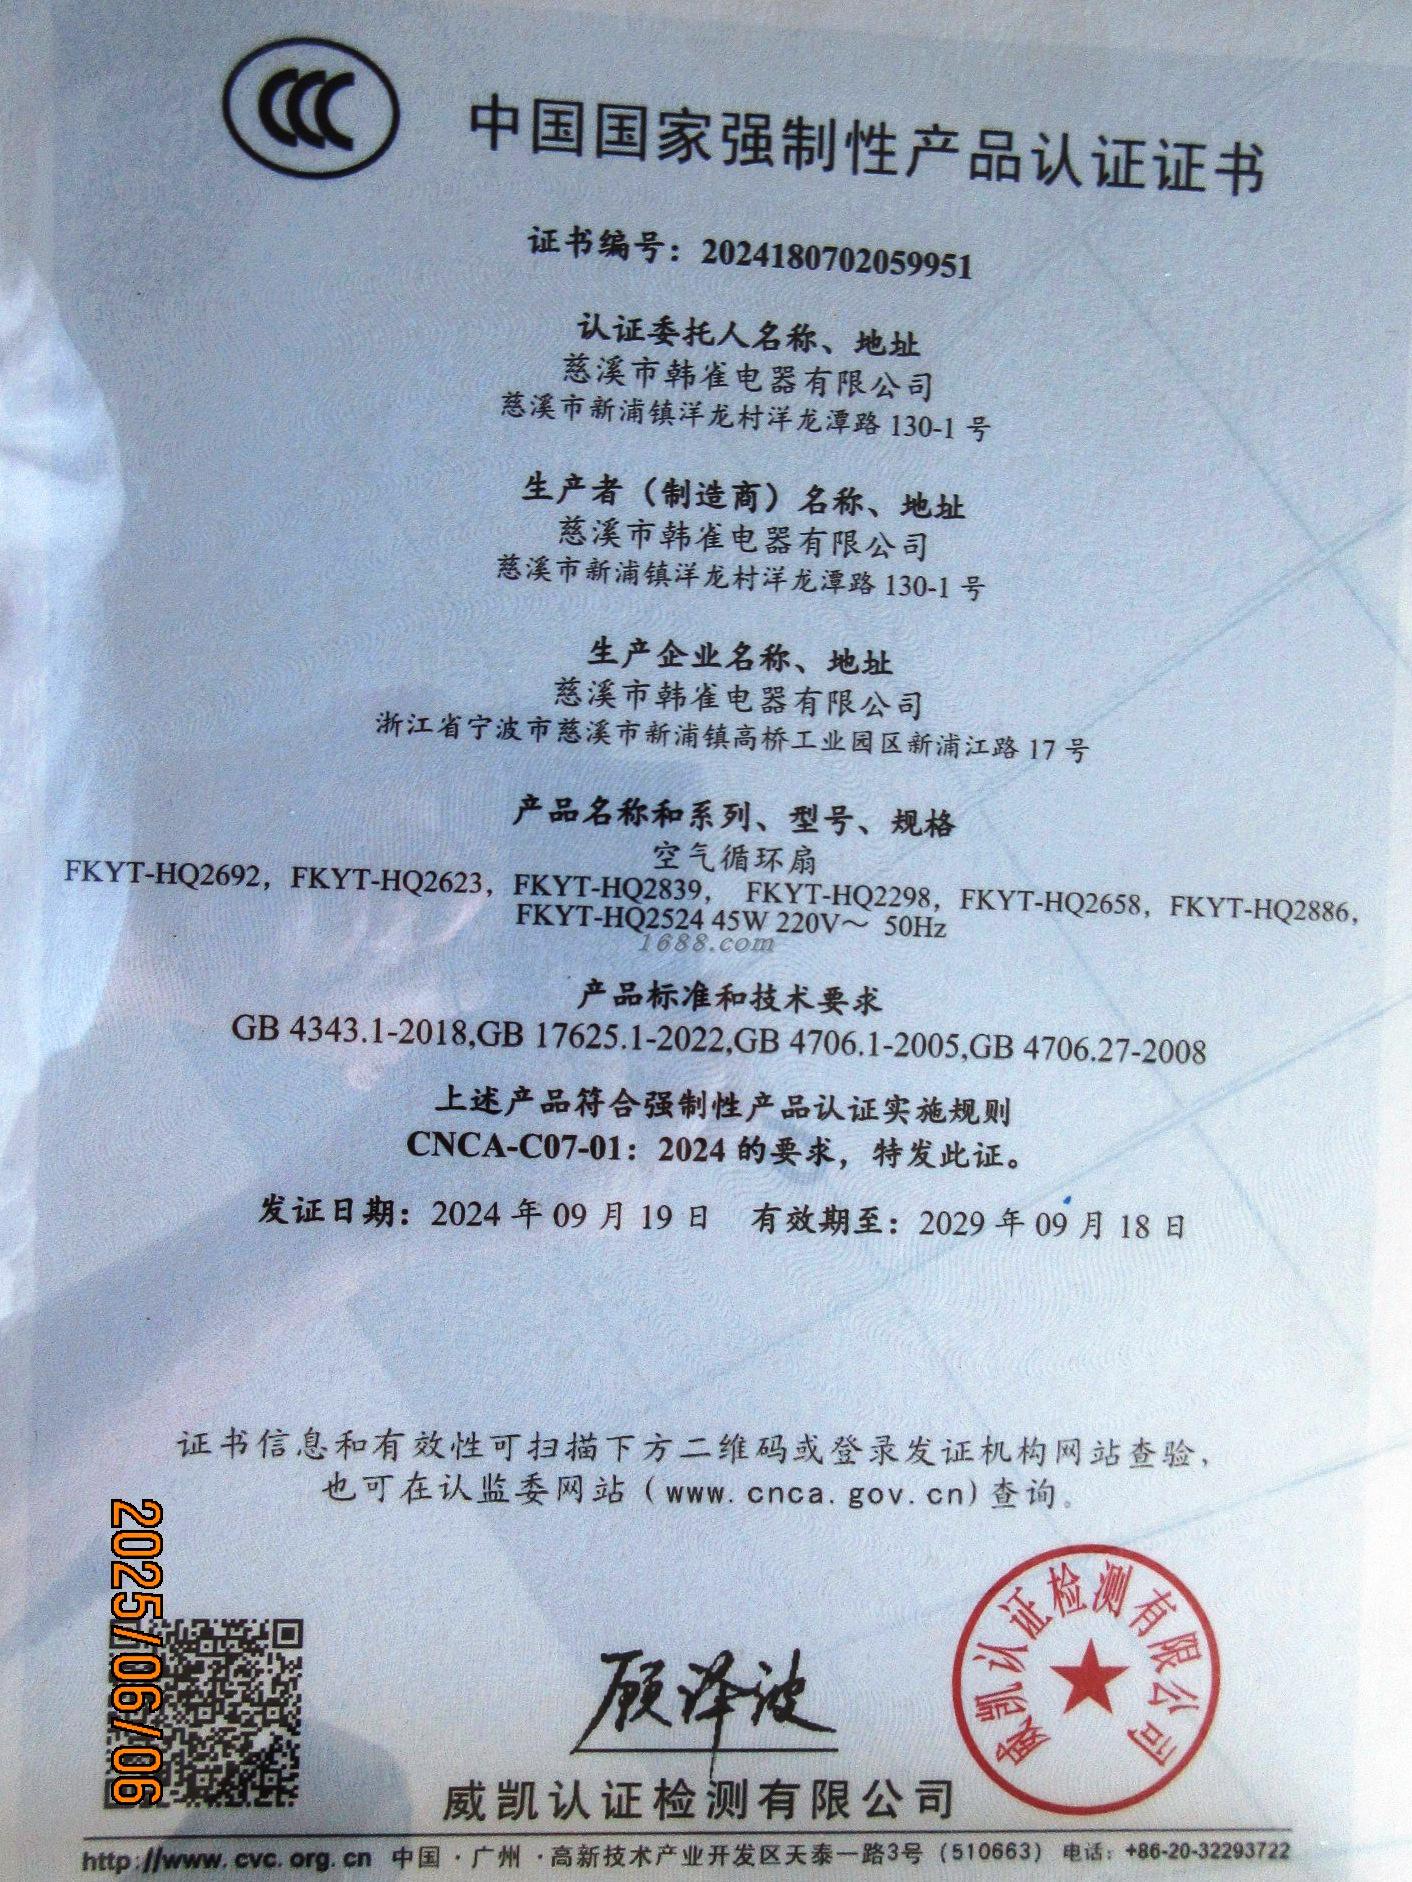 CCC
中国国家强制性产品认证证书
证书编号：2024180702059951
认证委托人名称、地址
慈溪市韩雀电器有限公司
慈溪市新浦镇洋龙村洋龙潭路 130-1 号
生产者（制造商）名称、地址
慈溪市韩雀电器有限公司
慈溪市新浦镇洋龙村洋龙潭路 130-1 号
生产企业名称、地址
慈溪市韩雀电器有限公司
浙江省宁波市慈溪市新浦镇高桥工业园区新浦江路 17 号
产品名称和系列、型号、规格
空气循环扇
FKYT-HQ2692，FKYT-HQ2623，FKYT-HQ2839， FKYT-HQ2298，FKYT-HQ2658，FKYT-HQ2886，
FKYT-HQ2524 45W 220V～ 50Hz
1688.com
产品标准和技术要求
GB 4343.1-2018,GB 17625.1-2022,GB 4706.1-2005,GB 4706.27-2008
上述产品符合强制性产品认证实施规则
CNCA-C07-01：2024 的要求，特发此证。
发证日期：2024 年 09 月 19 日 有效期至：2029 年 09 月 18 日
证书信息和有效性可扫描下方二维码或登录发证机构网站查验，
也可在认监委网站（www.cnca.gov.cn）查询。
2025/06/06
顾泽波
威凯认证检测有限公司
威凯认证检测有限公司
http://www.cvc.org.cn 中国·广州·高新技术产业开发区天泰一路3号（510663） 电话：+86-20-32293722